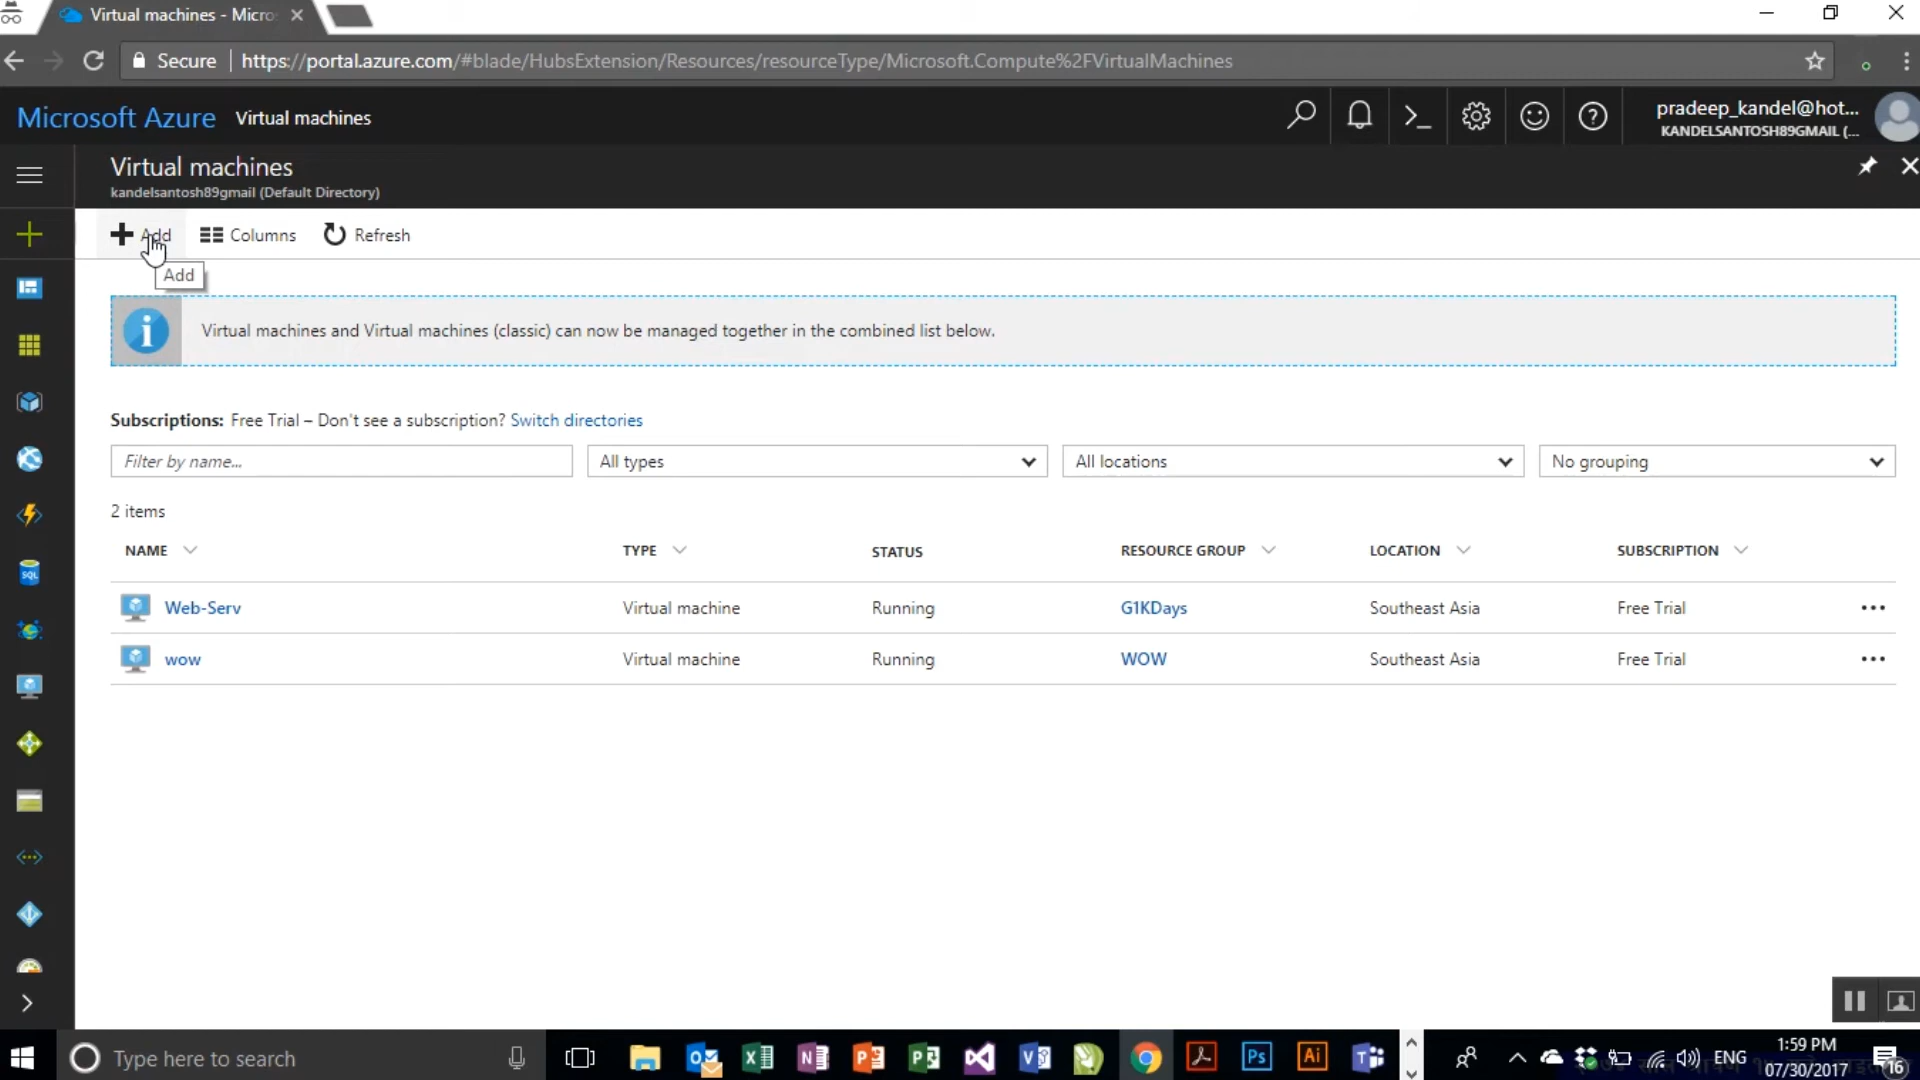 Virtual machines - Micro
Secure https://portal.azure.com/#blade/HubsExtension/Resources/resourceType/Microsoft.Compute%2FVirtualMachines
Microsoft Azure Virtual machines
pradeep_kandel@hot...
KANDELSANTOSH89GMAIL (...
Virtual machines
kandelsantosh89gmail (Default Directory)
Add Columns Refresh
Add
Virtual machines and Virtual machines (classic) can now be managed together in the combined list below.
Subscriptions: Free Trial – Don't see a subscription? Switch directories
Filter by name... All types All locations No grouping
2 items
NAME TYPE STATUS RESOURCE GROUP LOCATION SUBSCRIPTION
Web-Serv Virtual machine Running G1KDays Southeast Asia Free Trial
wow Virtual machine Running WOW Southeast Asia Free Trial
Type here to search
ENG
1:59 PM
07/30/2017
16